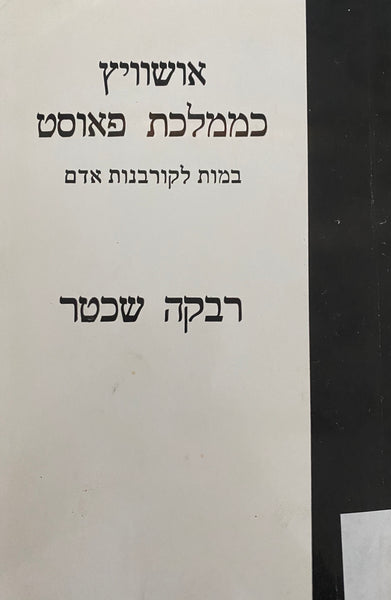 אושוויץ
כממלכת פאוסט
במות לקורבנות אדם
רבקה שכטר